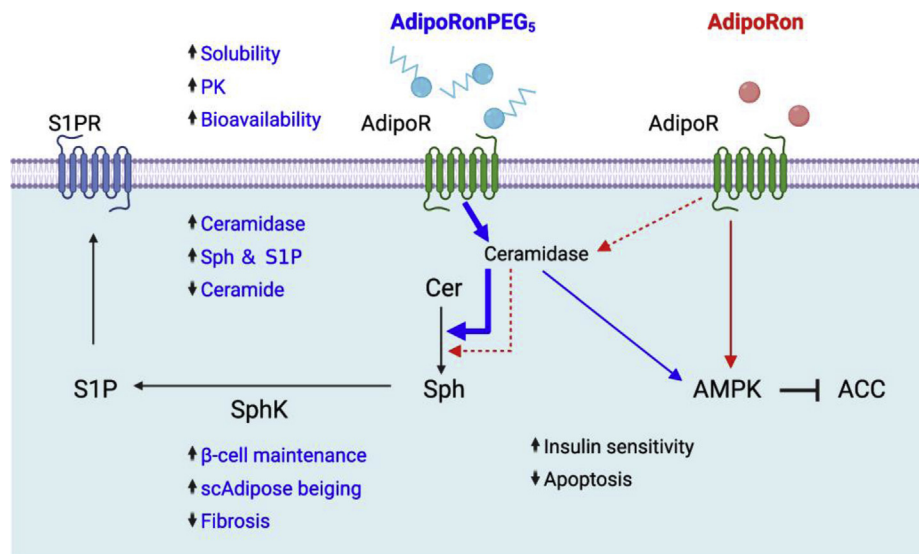 AdipoRonPEG₅
AdipoRon
Solubility
PK
Bioavailability
S1PR
AdipoR
AdipoR
Ceramidase
Sph & S1P
Ceramide
Ceramidase
Cer
S1P
SphK
Sph
AMPK
ACC
β-cell maintenance
scAdipose beiging
Fibrosis
Insulin sensitivity
Apoptosis